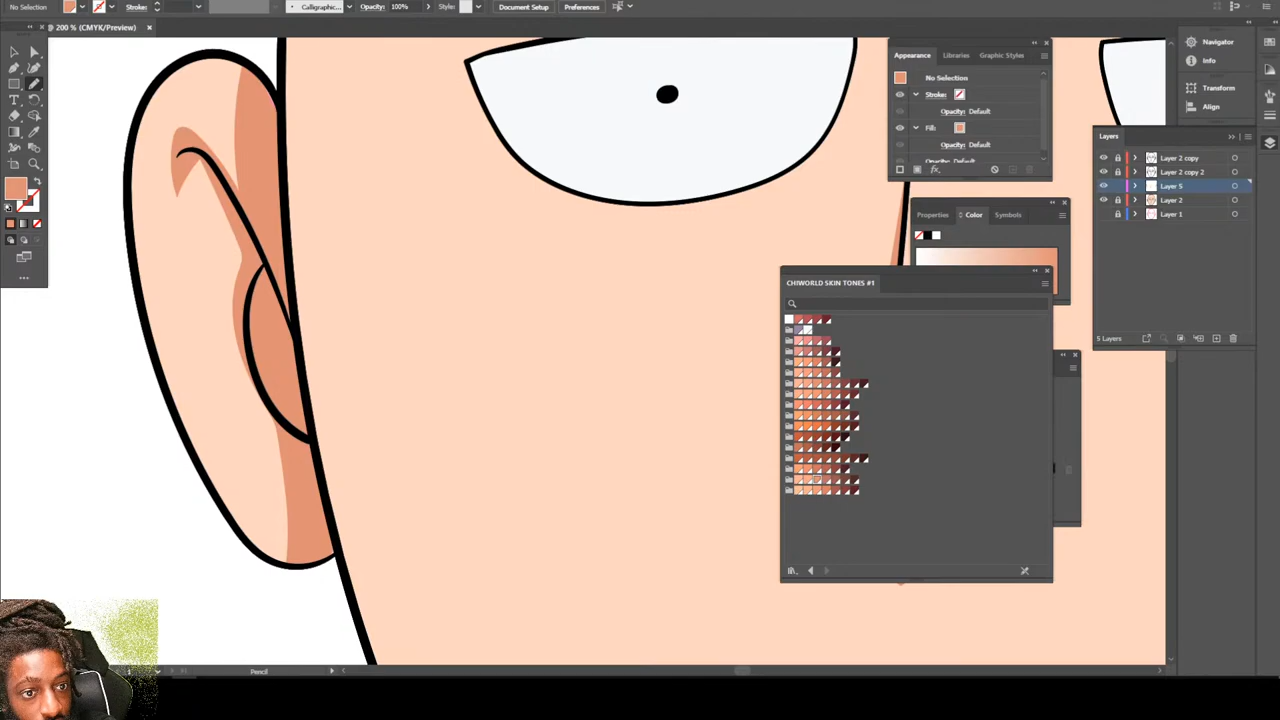 No Selection
Stroke:
Calligraphic...
Opacity: 100%
Style:
Document Setup
Preferences
200 % (CMYK/Preview)
Appearance
Libraries
Graphic Styles
No Selection
Stroke:
Opacity: Default
Fill:
Opacity: Default
Properties
Color
Symbols
CHIWORLD SKIN TONES #1
Navigator
Info
Transform
Align
Layers
Layer 2 copy
Layer 2 copy 2
Layer 5
Layer 2
Layer 1
5 Layers
Pencil